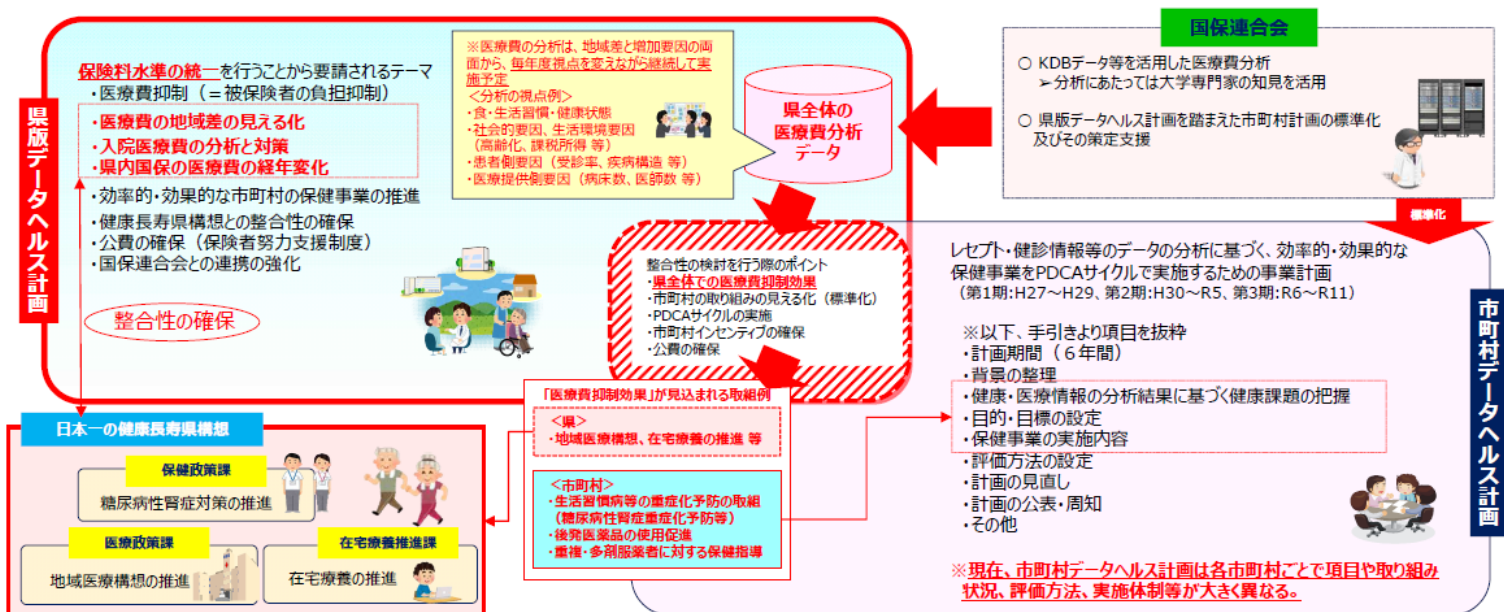 県版データヘルス計画
保険料水準の統一を行うことから要請されるテーマ
・医療費抑制（＝被保険者の負担抑制）
・医療費の地域差の見える化
・入院医療費の分析と対策
・県内国保の医療費の経年変化
・効率的・効果的な市町村の保健事業の推進
・健康長寿県構想との整合性の確保
・公費の確保（保険者努力支援制度）
・国保連合会との連携の強化
整合性の確保
※医療費の分析は、地域差と増加要因の両
面から、毎年度視点を変えながら継続して実
施予定
＜分析の視点例＞
・食・生活習慣・健康状態
・社会的要因、生活環境要因
（高齢化、課税所得 等）
・患者側要因（受診率、疾病構造 等）
・医療提供側要因（病床数、医師数 等）
県全体の
医療費分析
データ
国保連合会
○ KDBデータ等を活用した医療費分析
➢分析にあたっては大学専門家の知見を活用
○ 県版データヘルス計画を踏まえた市町村計画の標準化
及びその策定支援
標準化
整合性の検討を行う際のポイント
・県全体での医療費抑制効果
・市町村の取り組みの見える化（標準化）
・PDCAサイクルの実施
・市町村インセンティブの確保
・公費の確保
「医療費抑制効果」が見込まれる取組例
＜県＞
・地域医療構想、在宅療養の推進 等
＜市町村＞
・生活習慣病等の重症化予防の取組
（糖尿病性腎症重症化予防等）
・後発医薬品の使用促進
・重複・多剤服薬者に対する保健指導
日本一の健康長寿県構想
保健政策課
糖尿病性腎症対策の推進
医療政策課
地域医療構想の推進
在宅療養推進課
在宅療養の推進
市町村データヘルス計画
レセプト・健診情報等のデータの分析に基づく、効率的・効果的な
保健事業をPDCAサイクルで実施するための事業計画
（第1期:H27～H29、第2期:H30～R5、第3期:R6～R11）
※以下、手引きより項目を抜粋
・計画期間（６年間）
・背景の整理
・健康・医療情報の分析結果に基づく健康課題の把握
・目的・目標の設定
・保健事業の実施内容
・評価方法の設定
・計画の見直し
・計画の公表・周知
・その他
※現在、市町村データヘルス計画は各市町村ごとで項目や取り組み
状況、評価方法、実施体制等が大きく異なる。